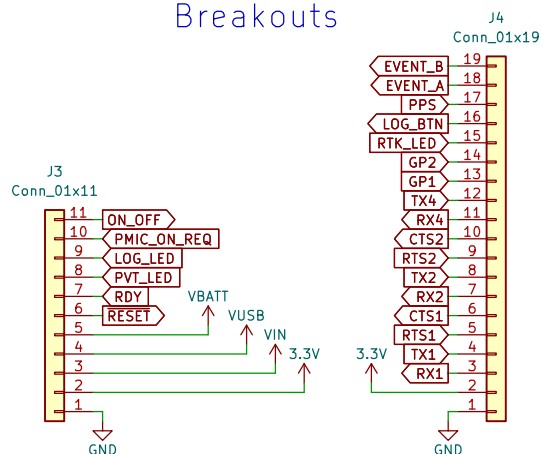 Breakouts
J3
Conn_01x11
11 ON_OFF
10 PMIC_ON_REQ
9 LOG_LED
8 PVT_LED
7 RDY
6 RESET
5 VBATT
4 VUSB
3 VIN
2 3.3V
1 GND
J4
Conn_01x19
EVENT_B 19
EVENT_A 18
PPS 17
LOG_BTN 16
RTK_LED 15
GP2 14
GP1 13
TX4 12
RX4 11
CTS2 10
RTS2 9
TX2 8
RX2 7
CTS1 6
RTS1 5
TX1 4
RX1 3
3.3V 2
GND 1